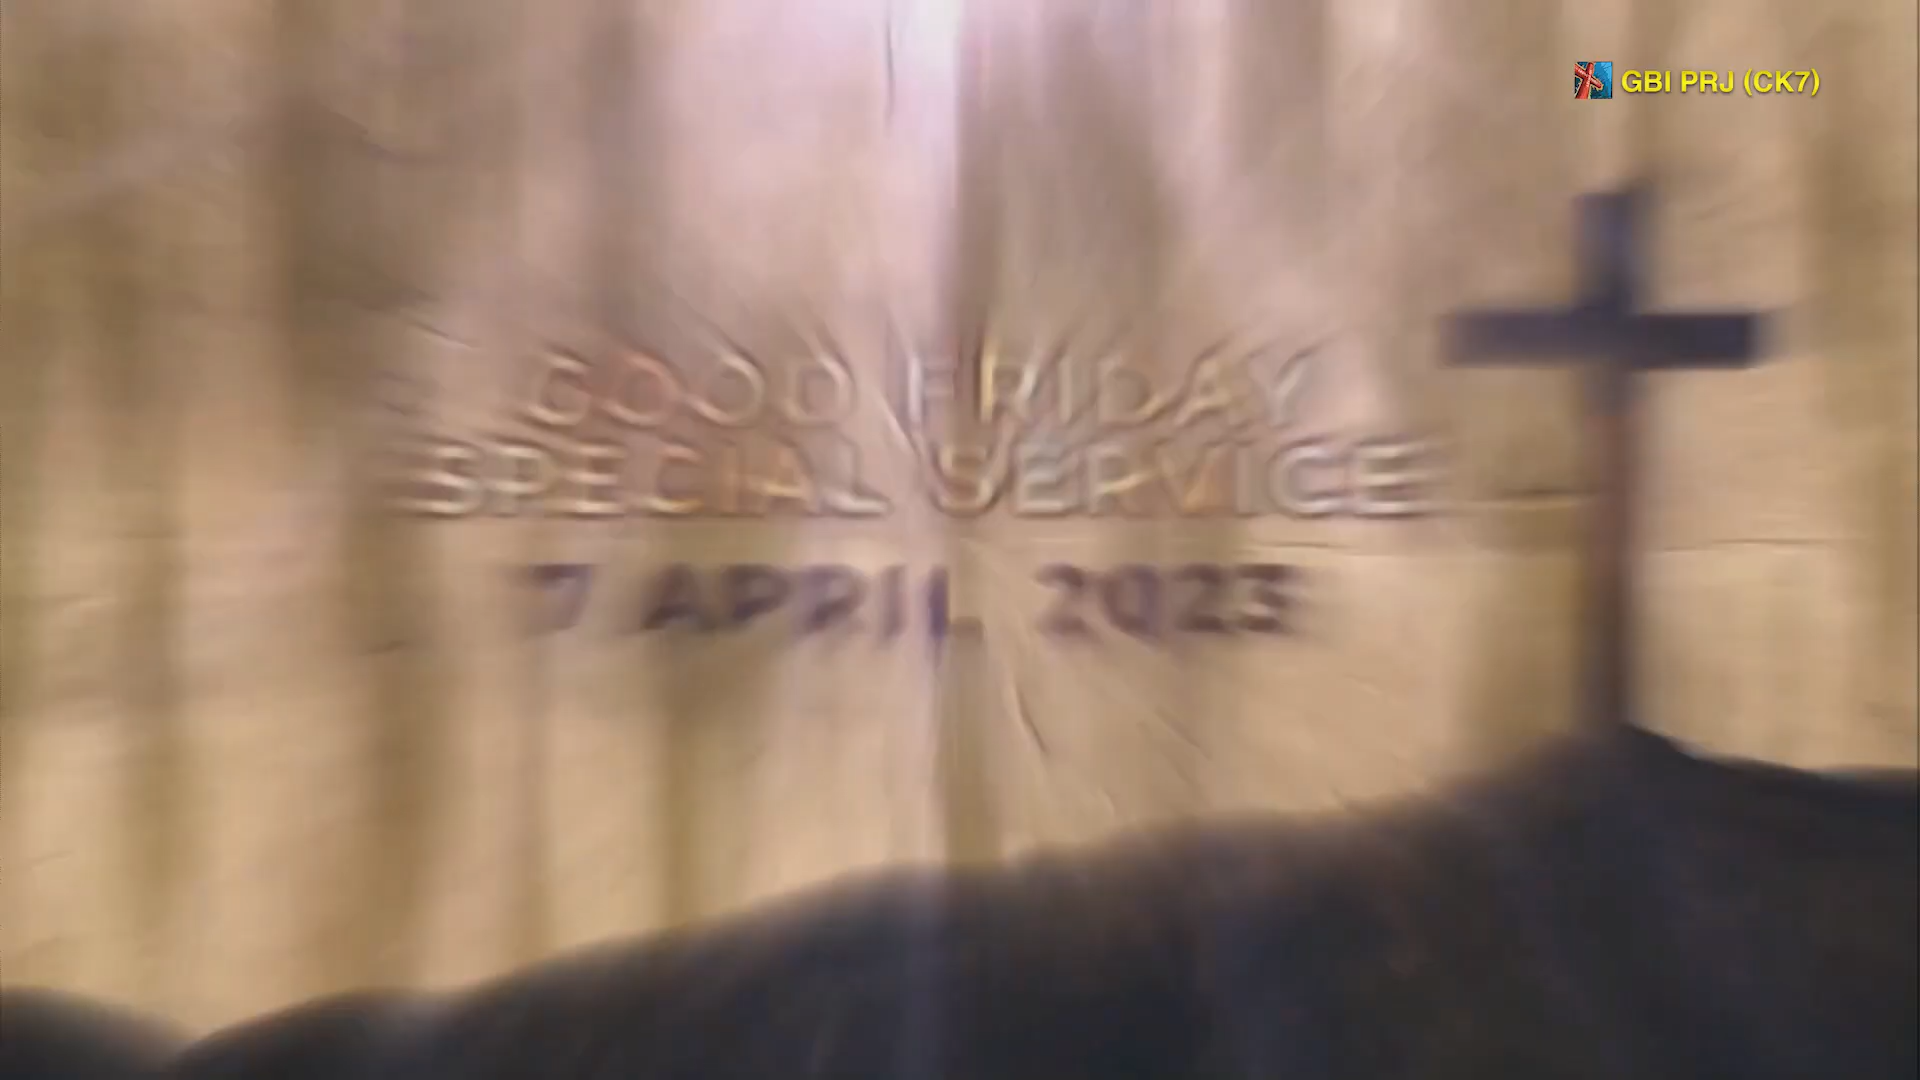 GBI PRJ (CK7)
GOOD FRIDAY
SPECIAL SERVICE
7 APRIL 2023